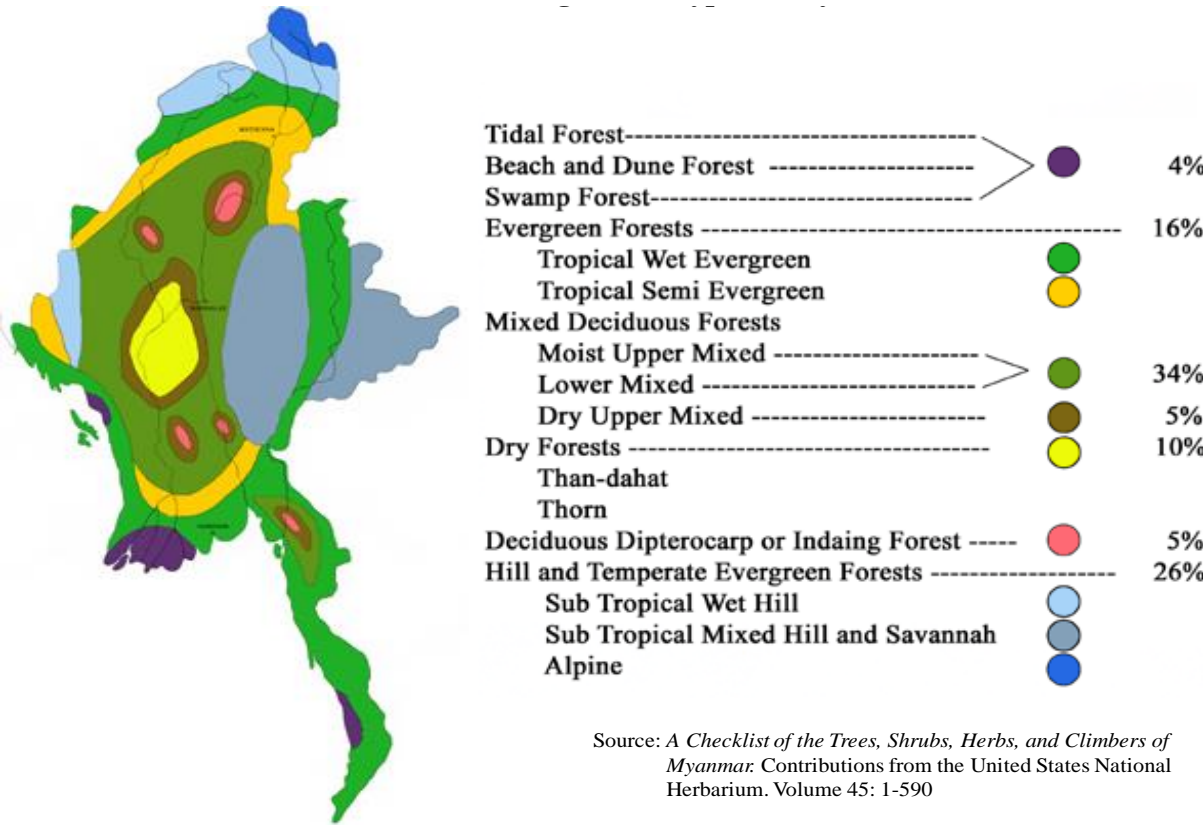 Tidal Forest------------------------------------
Beach and Dune Forest --------------------- 4%
Swamp Forest---------------------------------
Evergreen Forests ------------------------------------------- 16%
Tropical Wet Evergreen
Tropical Semi Evergreen
Mixed Deciduous Forests
Moist Upper Mixed ---------------------
Lower Mixed ---------------------------- 34%
Dry Upper Mixed ------------------------ 5%
Dry Forests ------------------------------------- 10%
Than-dahat
Thorn
Deciduous Dipterocarp or Indaing Forest ----- 5%
Hill and Temperate Evergreen Forests ------------------- 26%
Sub Tropical Wet Hill
Sub Tropical Mixed Hill and Savannah
Alpine
Source: A Checklist of the Trees, Shrubs, Herbs, and Climbers of
Myanmar. Contributions from the United States National
Herbarium. Volume 45: 1-590